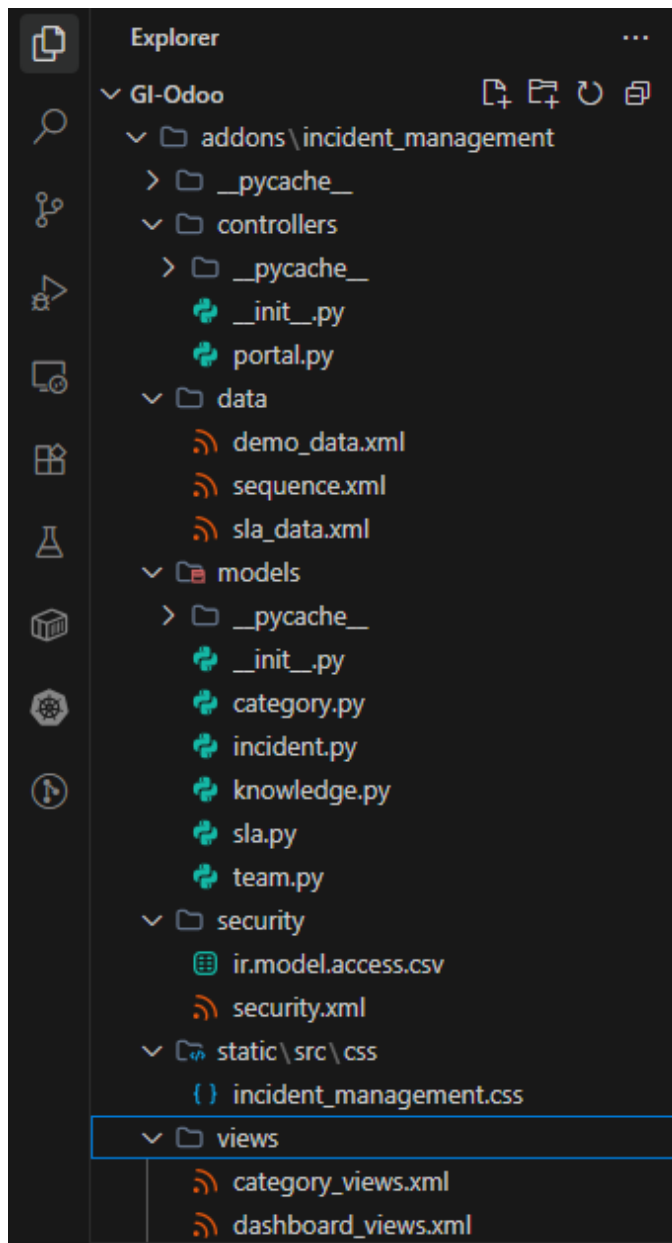 Explorer
GI-Odoo
addons\incident_management
__pycache__
controllers
__pycache__
__init__.py
portal.py
data
demo_data.xml
sequence.xml
sla_data.xml
models
__pycache__
__init__.py
category.py
incident.py
knowledge.py
sla.py
team.py
security
ir.model.access.csv
security.xml
static\src\css
incident_management.css
views
category_views.xml
dashboard_views.xml